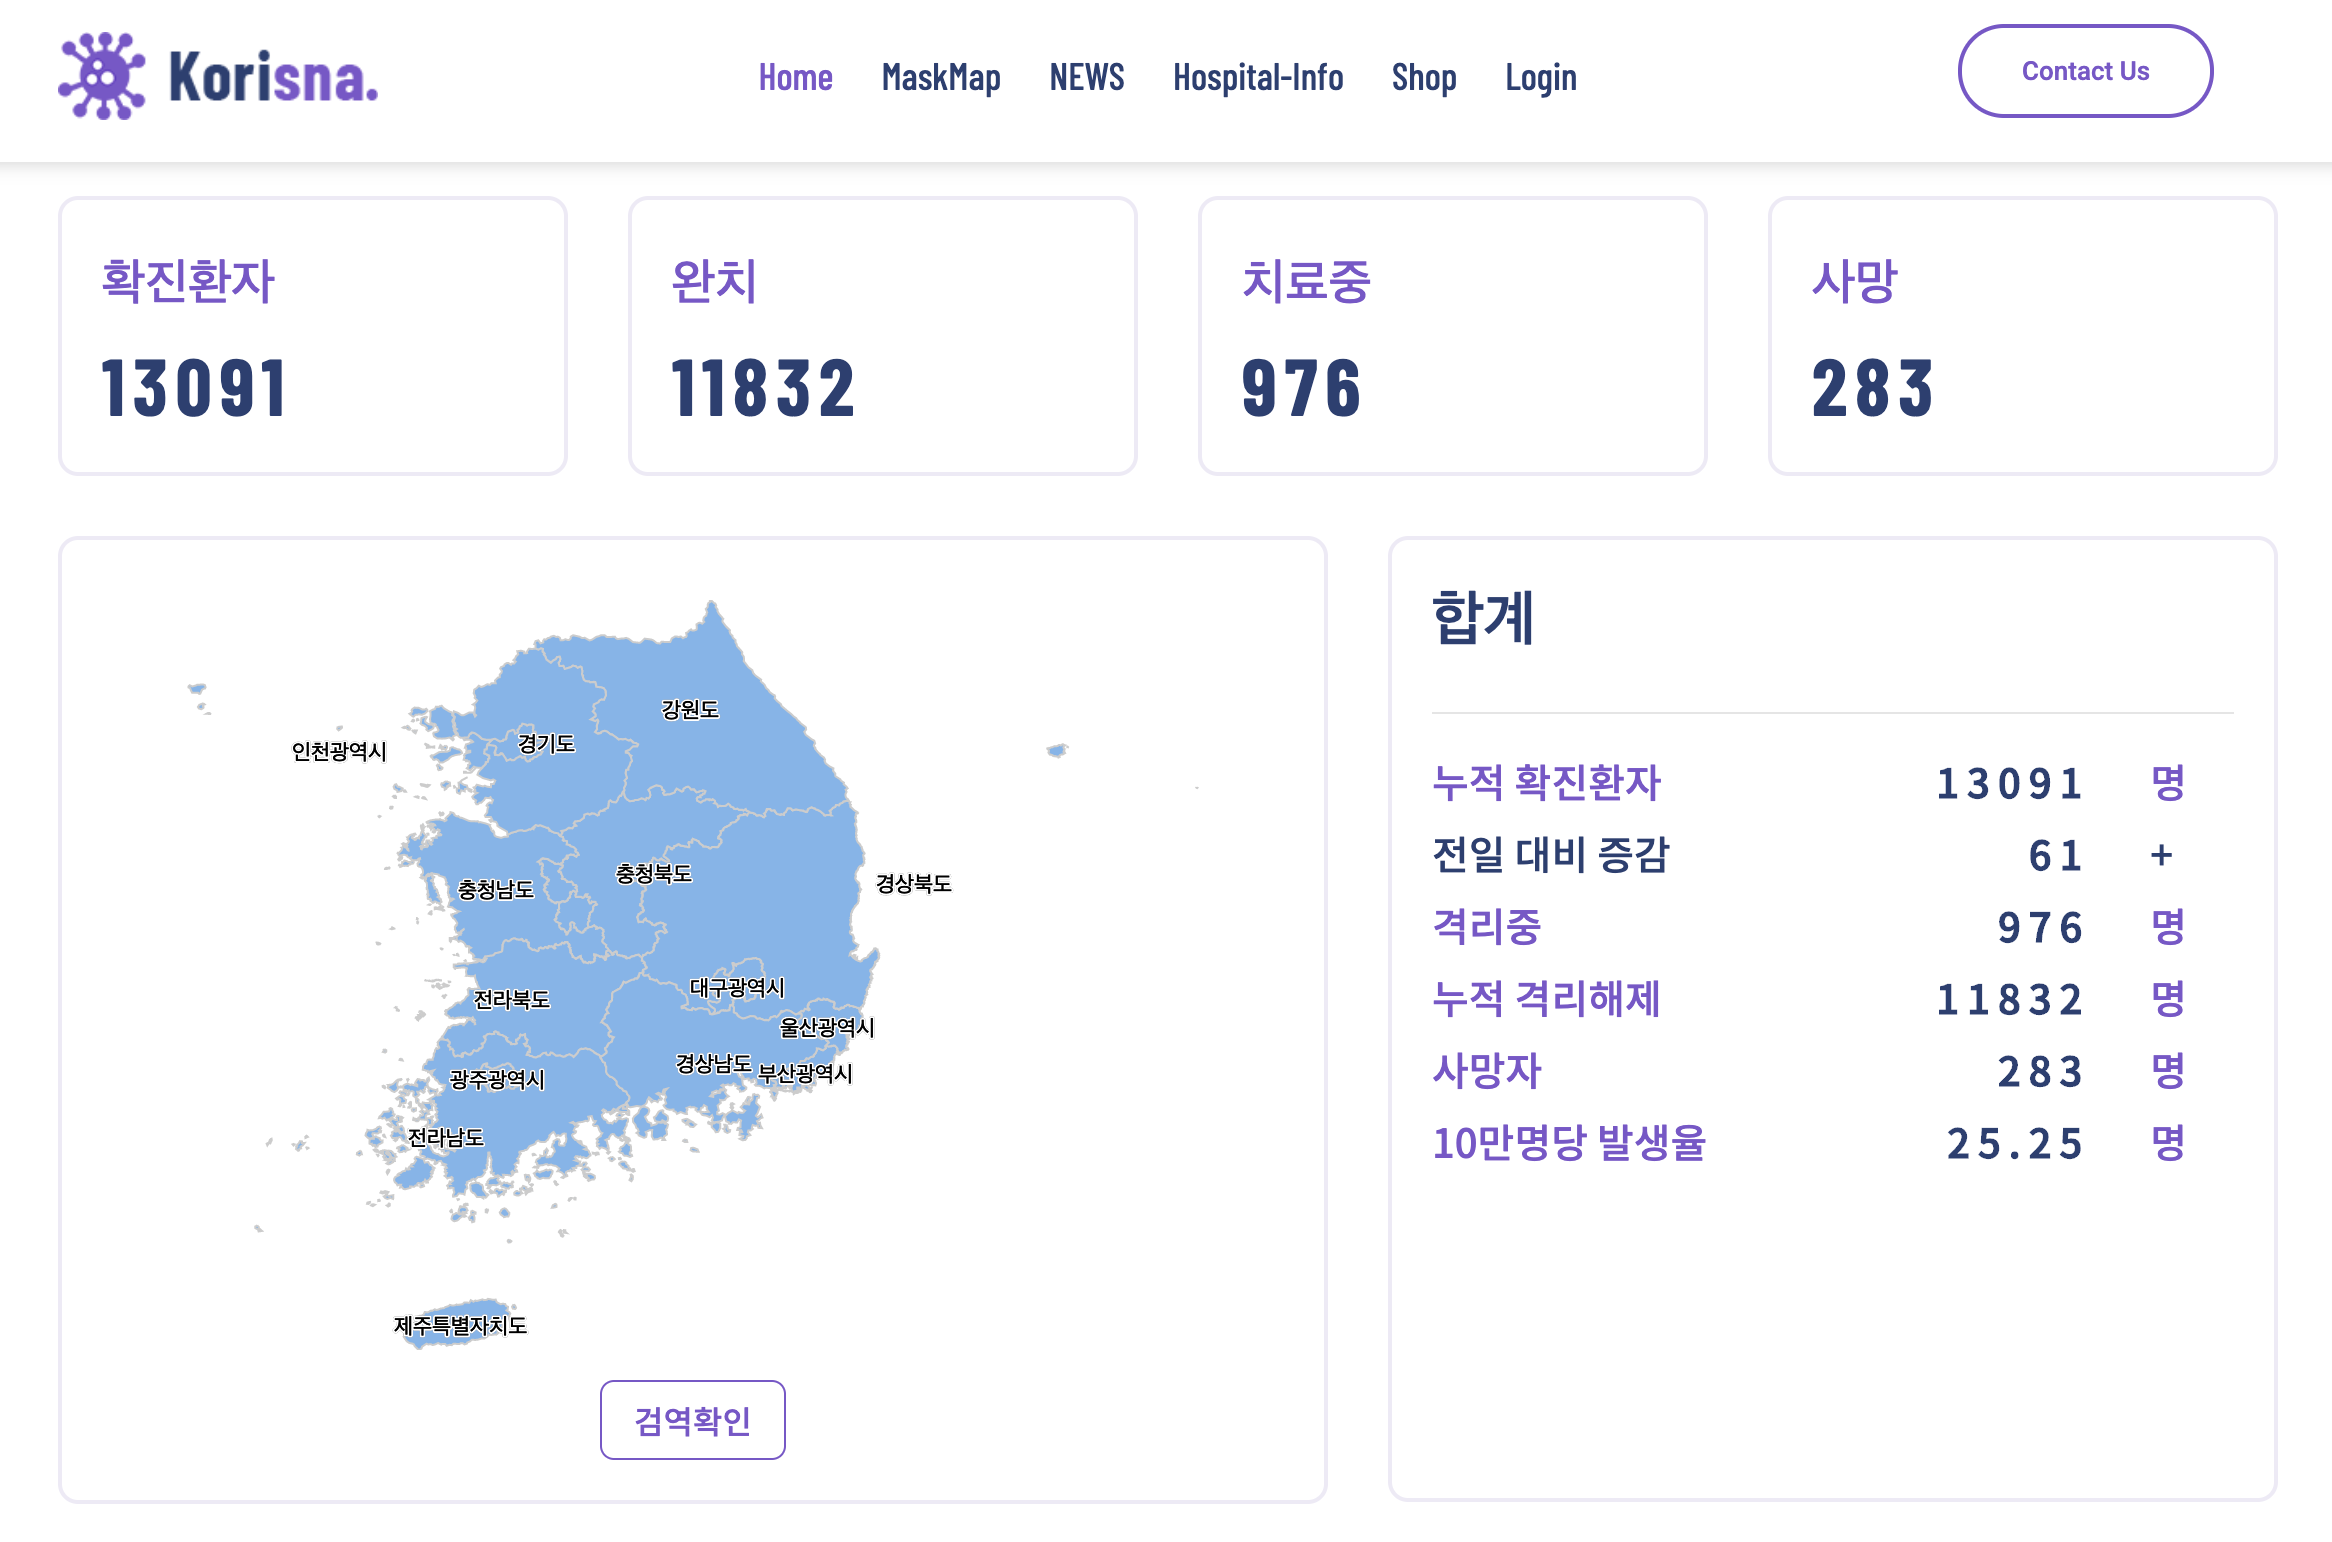 Korisna.
Home MaskMap NEWS Hospital-Info Shop Login
Contact Us
확진환자
13091
완치
11832
치료중
976
사망
283
강원도
경기도
인천광역시
충청북도
경상북도
충청남도
대구광역시
전라북도
울산광역시
경상남도
부산광역시
광주광역시
전라남도
제주특별자치도
검역확인
합계
누적 확진환자 13091 명
전일 대비 증감 61 +
격리중 976 명
누적 격리해제 11832 명
사망자 283 명
10만명당 발생율 25.25 명